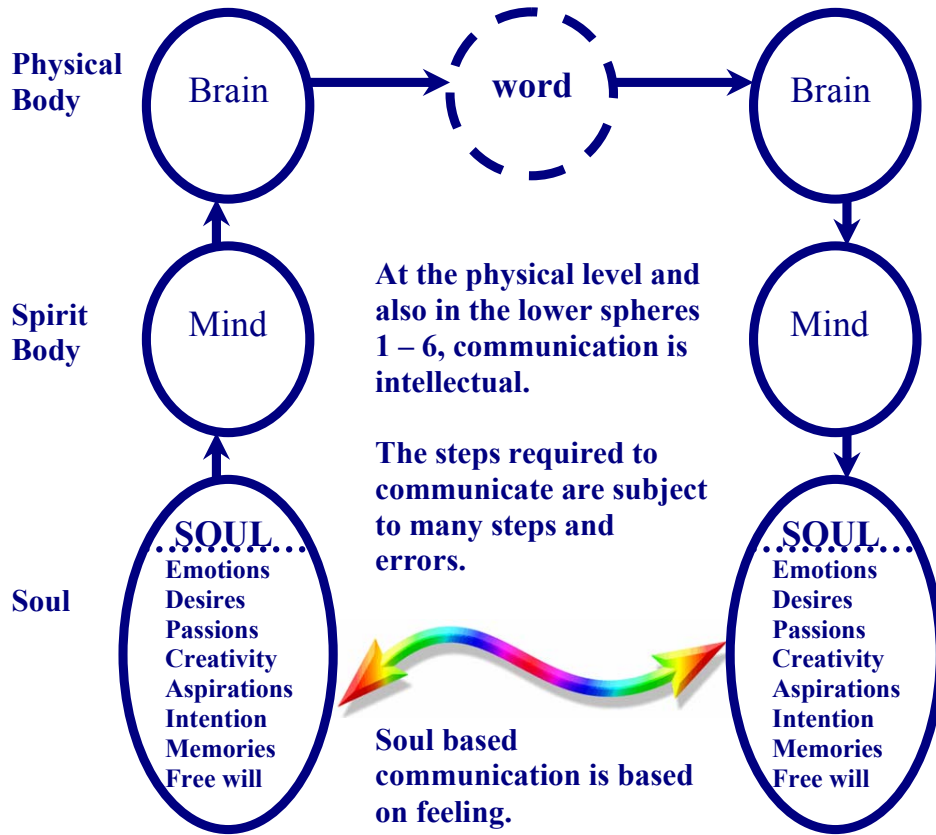 Physical
Body
Brain
word
Brain
Spirit
Body
Mind
At the physical level and
also in the lower spheres
1 – 6, communication is
intellectual.
Mind
The steps required to
communicate are subject
to many steps and
errors.
Soul
SOUL
Emotions
Desires
Passions
Creativity
Aspirations
Intention
Memories
Free will
Soul based
communication is based
on feeling.
SOUL
Emotions
Desires
Passions
Creativity
Aspirations
Intention
Memories
Free will